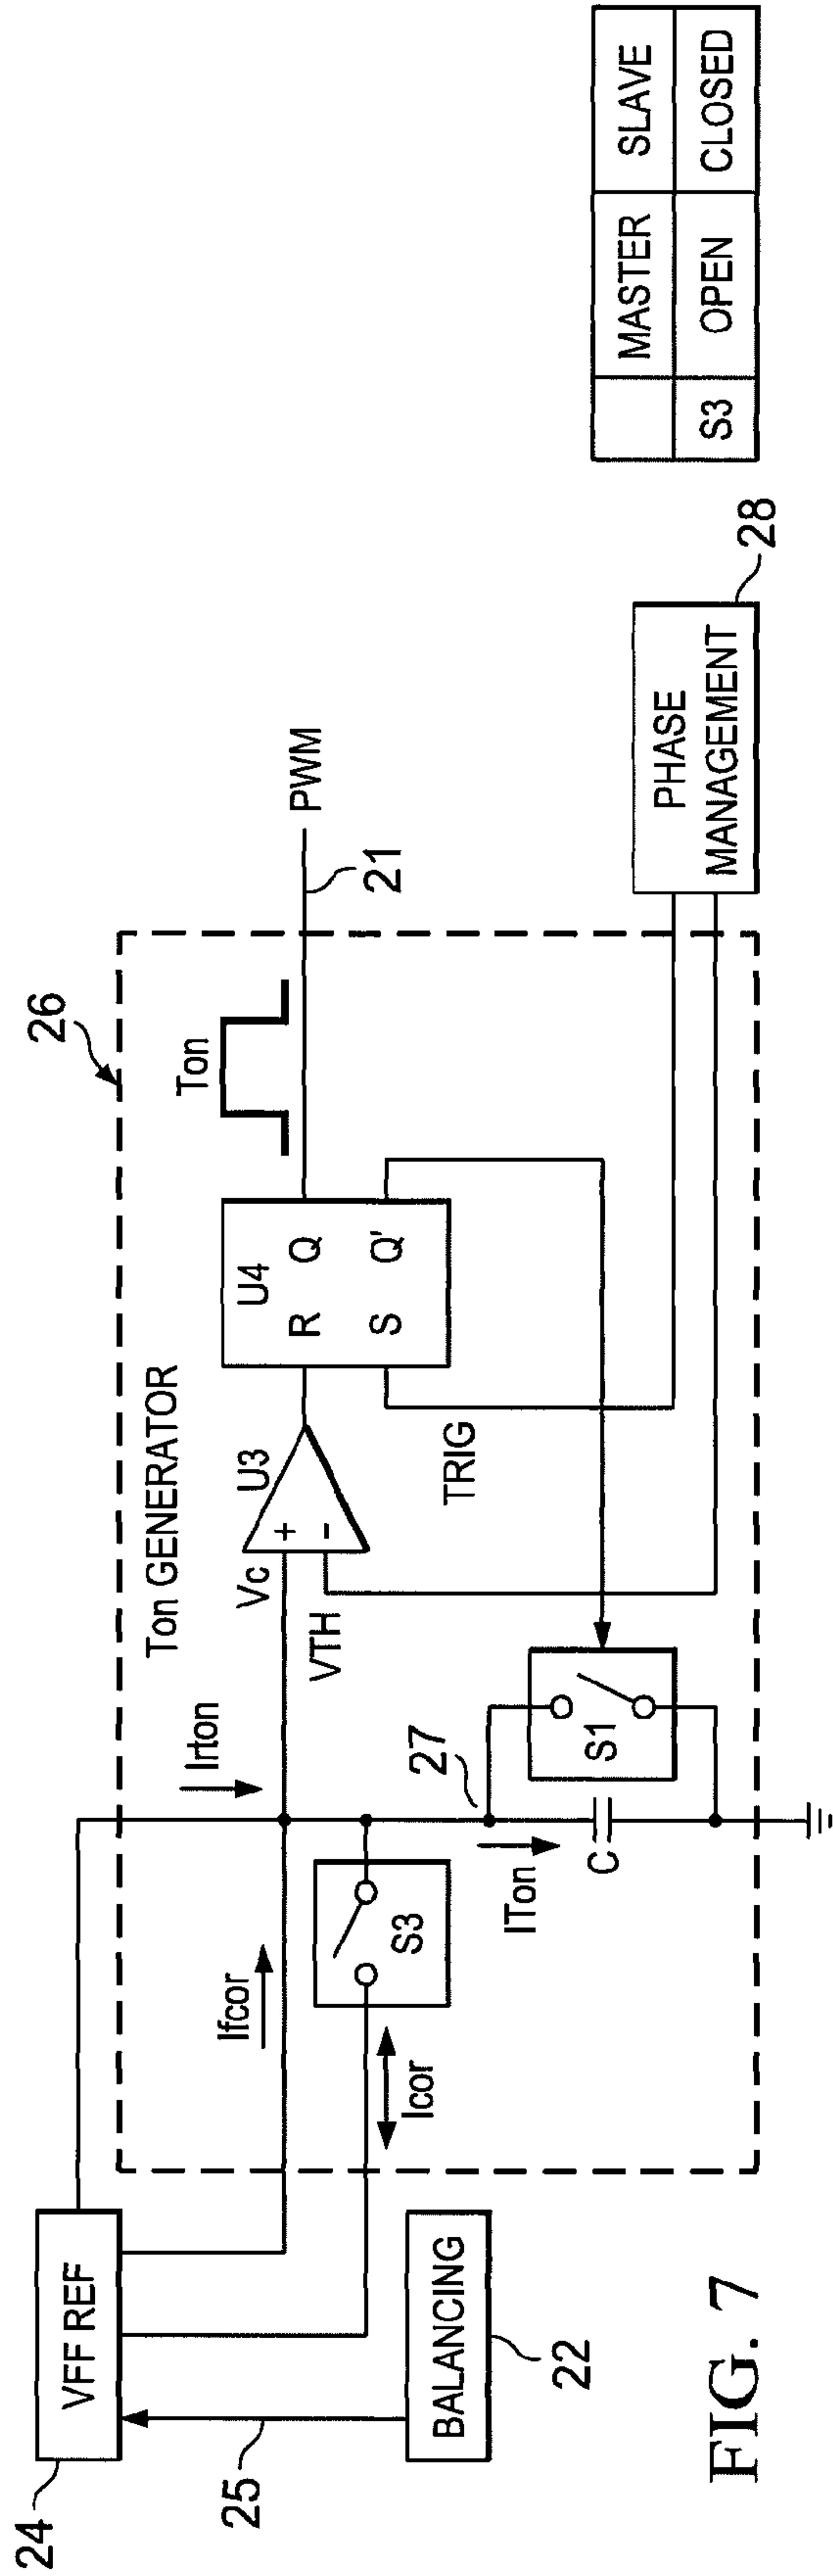 26
Ton GENERATOR
24
VFF REF
25
BALANCING
22
Irton
Ifcor
Icor
S3
ITon
27
C
S1
Vc
VTH
+
-
U3
TRIG
U4
R Q
S Q'
Ton
PWM
21
PHASE
MANAGEMENT
28
MASTER SLAVE
S3 OPEN CLOSED
FIG. 7